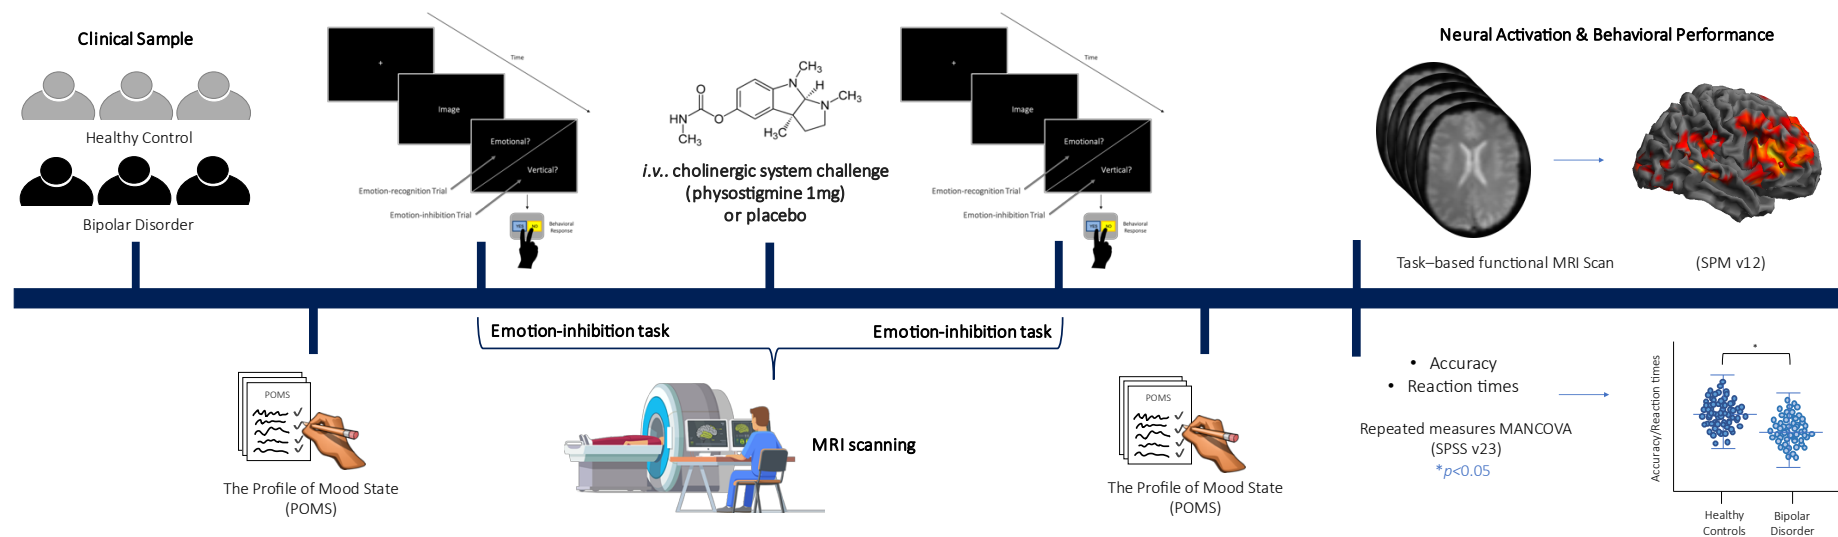 Clinical Sample
Healthy Control
Bipolar Disorder
Time
+
Image
Emotional?
Vertical?
Emotion-recognition Trial
Emotion-inhibition Trial
YES NO
Behavioral
Response
CH₃
N
H
CH₃
N
O
O
HN
CH₃
H₃C
i.v.. cholinergic system challenge
(physostigmine 1mg)
or placebo
Time
+
Image
Emotional?
Vertical?
Emotion-recognition Trial
Emotion-inhibition Trial
YES NO
Behavioral
Response
Neural Activation & Behavioral Performance
Task–based functional MRI Scan
(SPM v12)
Emotion-inhibition task
Emotion-inhibition task
POMS
The Profile of Mood State
(POMS)
MRI scanning
POMS
The Profile of Mood State
(POMS)
• Accuracy
• Reaction times
Repeated measures MANCOVA
(SPSS v23)
*p<0.05
Accuracy/Reaction times
*
Healthy
Controls
Bipolar
Disorder